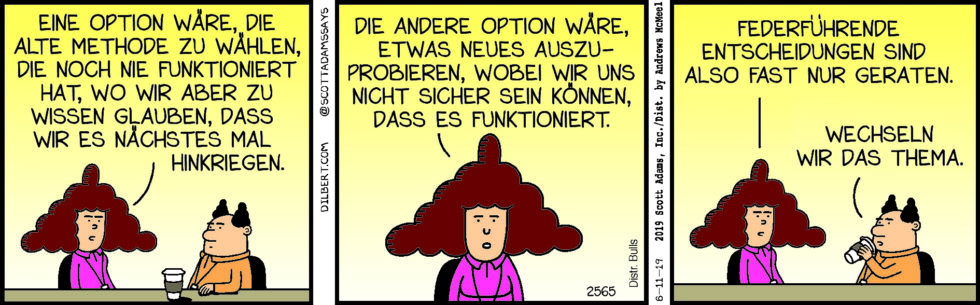 EINE OPTION WÄRE, DIE
ALTE METHODE ZU WÄHLEN,
DIE NOCH NIE FUNKTIONIERT
HAT, WO WIR ABER ZU
WISSEN GLAUBEN, DASS
WIR ES NÄCHSTES MAL
HINKRIEGEN.
DILBERT.COM @SCOTTADAMSSAYS
DIE ANDERE OPTION WÄRE,
ETWAS NEUES AUSZU-
PROBIEREN, WOBEI WIR UNS
NICHT SICHER SEIN KÖNNEN,
DASS ES FUNKTIONIERT.
2565
Distr. Bulls
6-11-19 2019 Scott Adams, Inc./Dist. by Andrews McMeel
FEDERFÜHRENDE
ENTSCHEIDUNGEN SIND
ALSO FAST NUR GERATEN.
WECHSELN
WIR DAS THEMA.